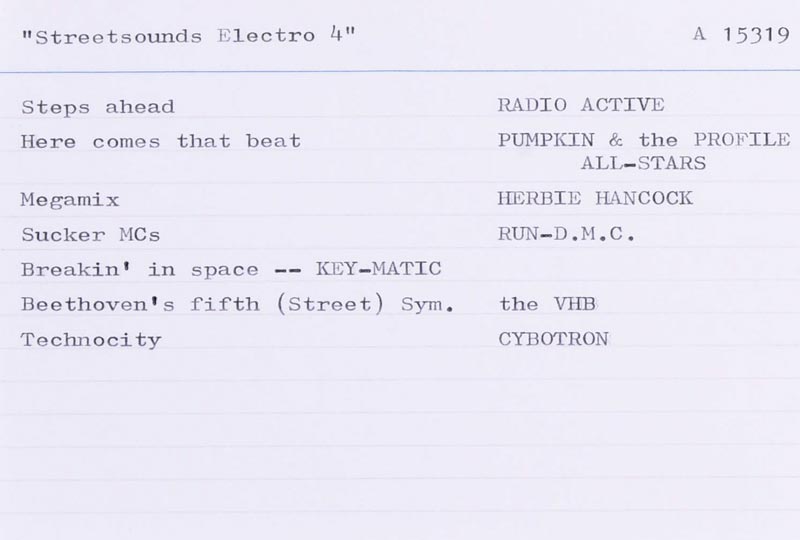 "Streetsounds Electro 4" A 15319
Steps ahead RADIO ACTIVE
Here comes that beat PUMPKIN & the PROFILE
ALL-STARS
Megamix HERBIE HANCOCK
Sucker MCs RUN-D.M.C.
Breakin' in space -- KEY-MATIC
Beethoven's fifth (Street) Sym. the VHB
Technocity CYBOTRON